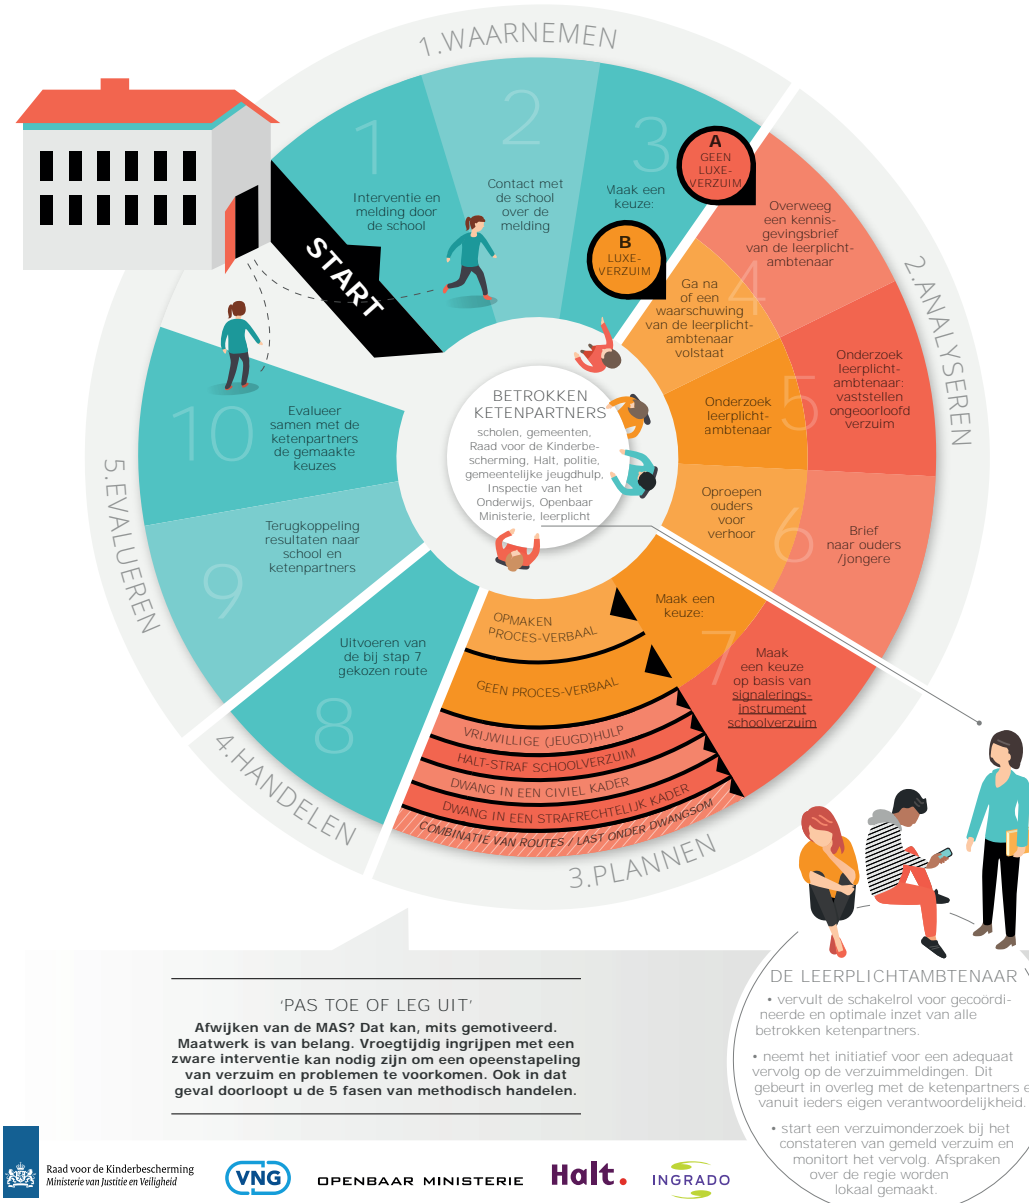 1.WAARNEMEN
START
1
Interventie en
melding door
de school
2
Contact met
de school
over de
melding
3
Maak een
keuze:
A
GEEN
LUXE-
VERZUIM
B
LUXE-
VERZUIM
2.ANALYSEREN
4
Overweeg
een kennis-
gevingsbrief
van de leerplicht-
ambtenaar
Ga na
of een
waarschuwing
van de leerplicht-
ambtenaar
volstaat
5
Onderzoek
leerplicht-
ambtenaar:
vaststellen
ongeoorloofd
verzuim
Onderzoek
leerplicht-
ambtenaar
6
Oproepen
ouders
voor
verhoor
Brief
naar ouders
/jongere
3.PLANNEN
7
Maak een
keuze:
Maak
een keuze
op basis van
signalerings-
instrument
schoolverzuim
OPMAKEN
PROCES-VERBAAL
GEEN PROCES-VERBAAL
VRIJWILLIGE (JEUGD)HULP
HALT-STRAF SCHOOLVERZUIM
DWANG IN EEN CIVIEL KADER
DWANG IN EEN STRAFRECHTELIJK KADER
COMBINATIE VAN ROUTES / LAST ONDER DWANGSOM
4.HANDELEN
8
Uitvoeren van
de bij stap 7
gekozen route
5.EVALUEREN
9
Terugkoppeling
resultaten naar
school en
ketenpartners
10
Evalueer
samen met de
ketenpartners
de gemaakte
keuzes
BETROKKEN
KETENPARTNERS
scholen, gemeenten,
Raad voor de Kinderbe-
scherming, Halt, politie,
gemeentelijke jeugdhulp,
Inspectie van het
Onderwijs, Openbaar
Ministerie, leerplicht
'PAS TOE OF LEG UIT'
Afwijken van de MAS? Dat kan, mits gemotiveerd.
Maatwerk is van belang. Vroegtijdig ingrijpen met een
zware interventie kan nodig zijn om een opeenstapeling
van verzuim en problemen te voorkomen. Ook in dat
geval doorloopt u de 5 fasen van methodisch handelen.
DE LEERPLICHTAMBTENAAR
• vervult de schakelrol voor gecoördi-
neerde en optimale inzet van alle
betrokken ketenpartners.
• neemt het initiatief voor een adequaat
vervolg op de verzuimmeldingen. Dit
gebeurt in overleg met de ketenpartners e
vanuit ieders eigen verantwoordelijkheid.
• start een verzuimonderzoek bij het
constateren van gemeld verzuim en
monitort het vervolg. Afspraken
over de regie worden
lokaal gemaakt.
Raad voor de Kinderbescherming
Ministerie van Justitie en Veiligheid
VNG
OPENBAAR MINISTERIE
Halt.
INGRADO